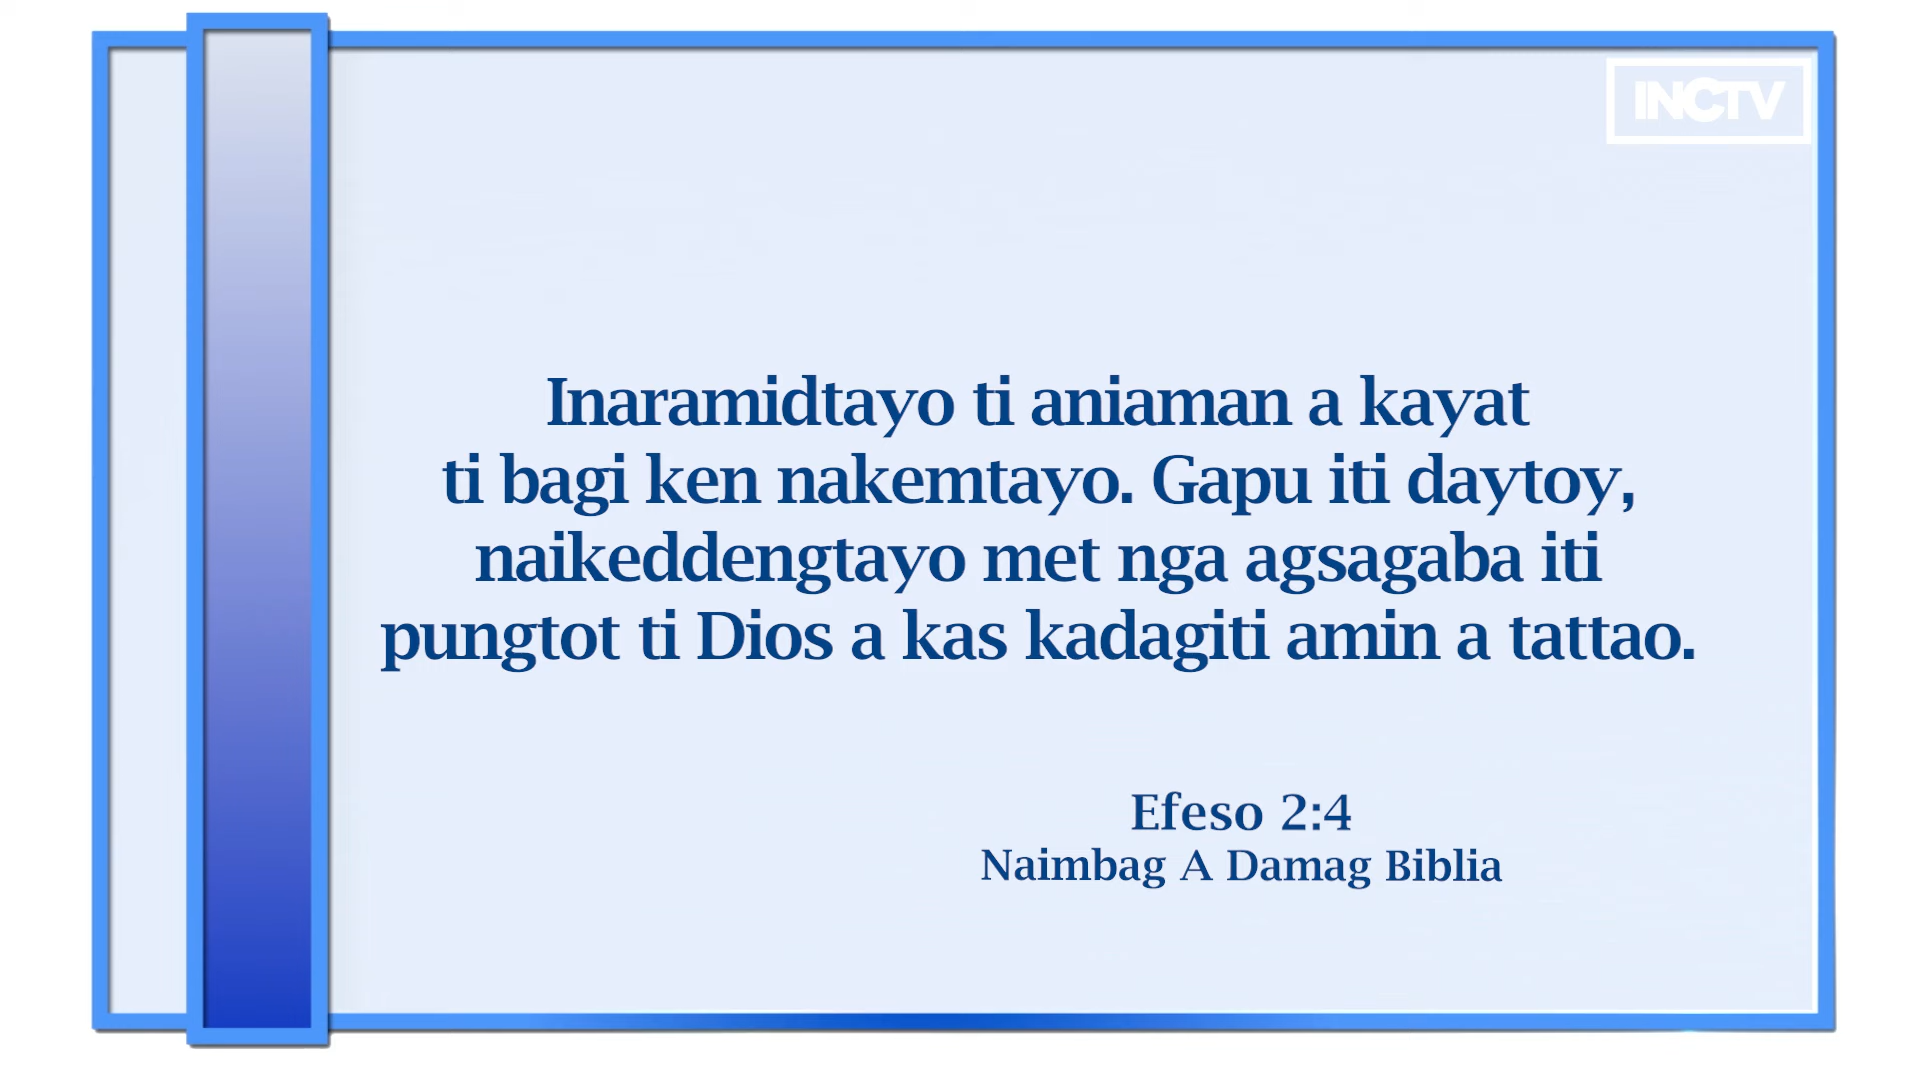 INCTV
Inaramidtayo ti aniaman a kayat
ti bagi ken nakemtayo. Gapu iti daytoy,
naikeddengtayo met nga agsagaba iti
pungtot ti Dios a kas kadagiti amin a tattao.
Efeso 2:4
Naimbag A Damag Biblia